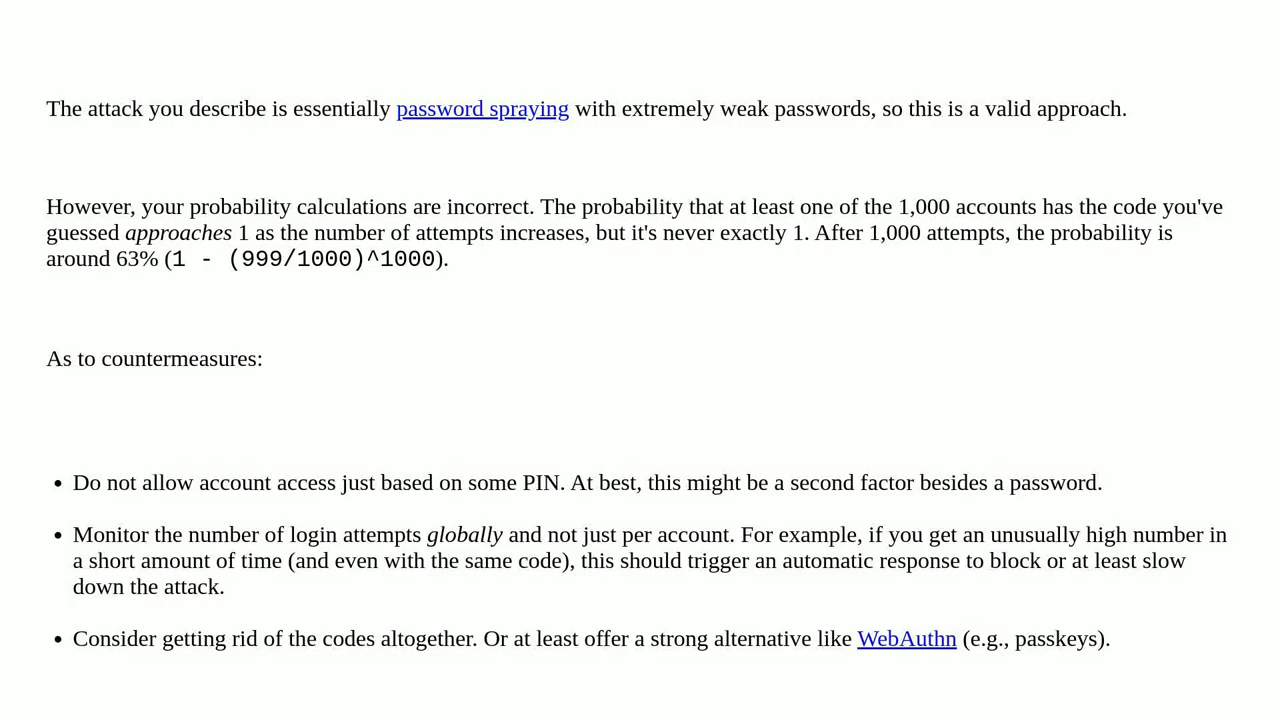 The attack you describe is essentially password spraying with extremely weak passwords, so this is a valid approach.
However, your probability calculations are incorrect. The probability that at least one of the 1,000 accounts has the code you've
guessed approaches 1 as the number of attempts increases, but it's never exactly 1. After 1,000 attempts, the probability is
around 63% (1 - (999/1000)^1000).
As to countermeasures:
• Do not allow account access just based on some PIN. At best, this might be a second factor besides a password.
• Monitor the number of login attempts globally and not just per account. For example, if you get an unusually high number in
a short amount of time (and even with the same code), this should trigger an automatic response to block or at least slow
down the attack.
• Consider getting rid of the codes altogether. Or at least offer a strong alternative like WebAuthn (e.g., passkeys).